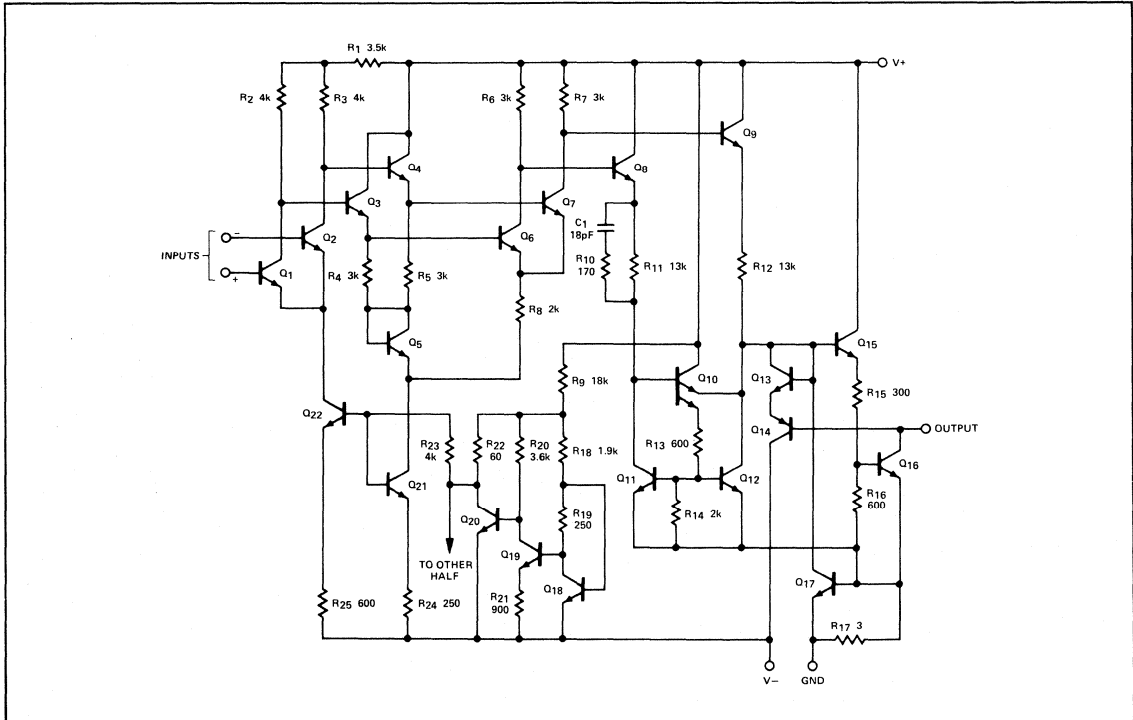 R1 3.5k
V+
R2 4k
R3 4k
R6 3k
R7 3k
Q9
Q4
Q8
Q3
Q7
C1
18pF
INPUTS
−
+
Q2
Q6
Q1
R4 3k
R5 3k
R10
170
R11 13k
R12 13k
R8 2k
Q5
Q15
R9 18k
Q10
Q13
R15 300
Q22
Q14
OUTPUT
R23
4k
R22
60
R20
3.6k
R18 1.9k
R13 600
Q16
Q21
Q11
Q12
R16
600
R19
250
R14 2k
Q20
Q19
TO OTHER
HALF
Q18
Q17
R21
900
R25 600
R24 250
R17 3
V−
GND